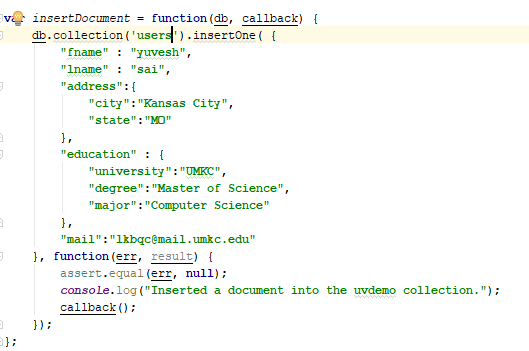 var insertDocument = function(db, callback) {
db.collection('users').insertOne( {
"fname" : "yuvesh",
"lname" : "sai",
"address":{
"city":"Kansas City",
"state":"MO"
},
"education" : {
"university":"UMKC",
"degree":"Master of Science",
"major":"Computer Science"
},
"mail":"lkbqc@mail.umkc.edu"
}, function(err, result) {
assert.equal(err, null);
console.log("Inserted a document into the uvdemo collection.");
callback();
});
};